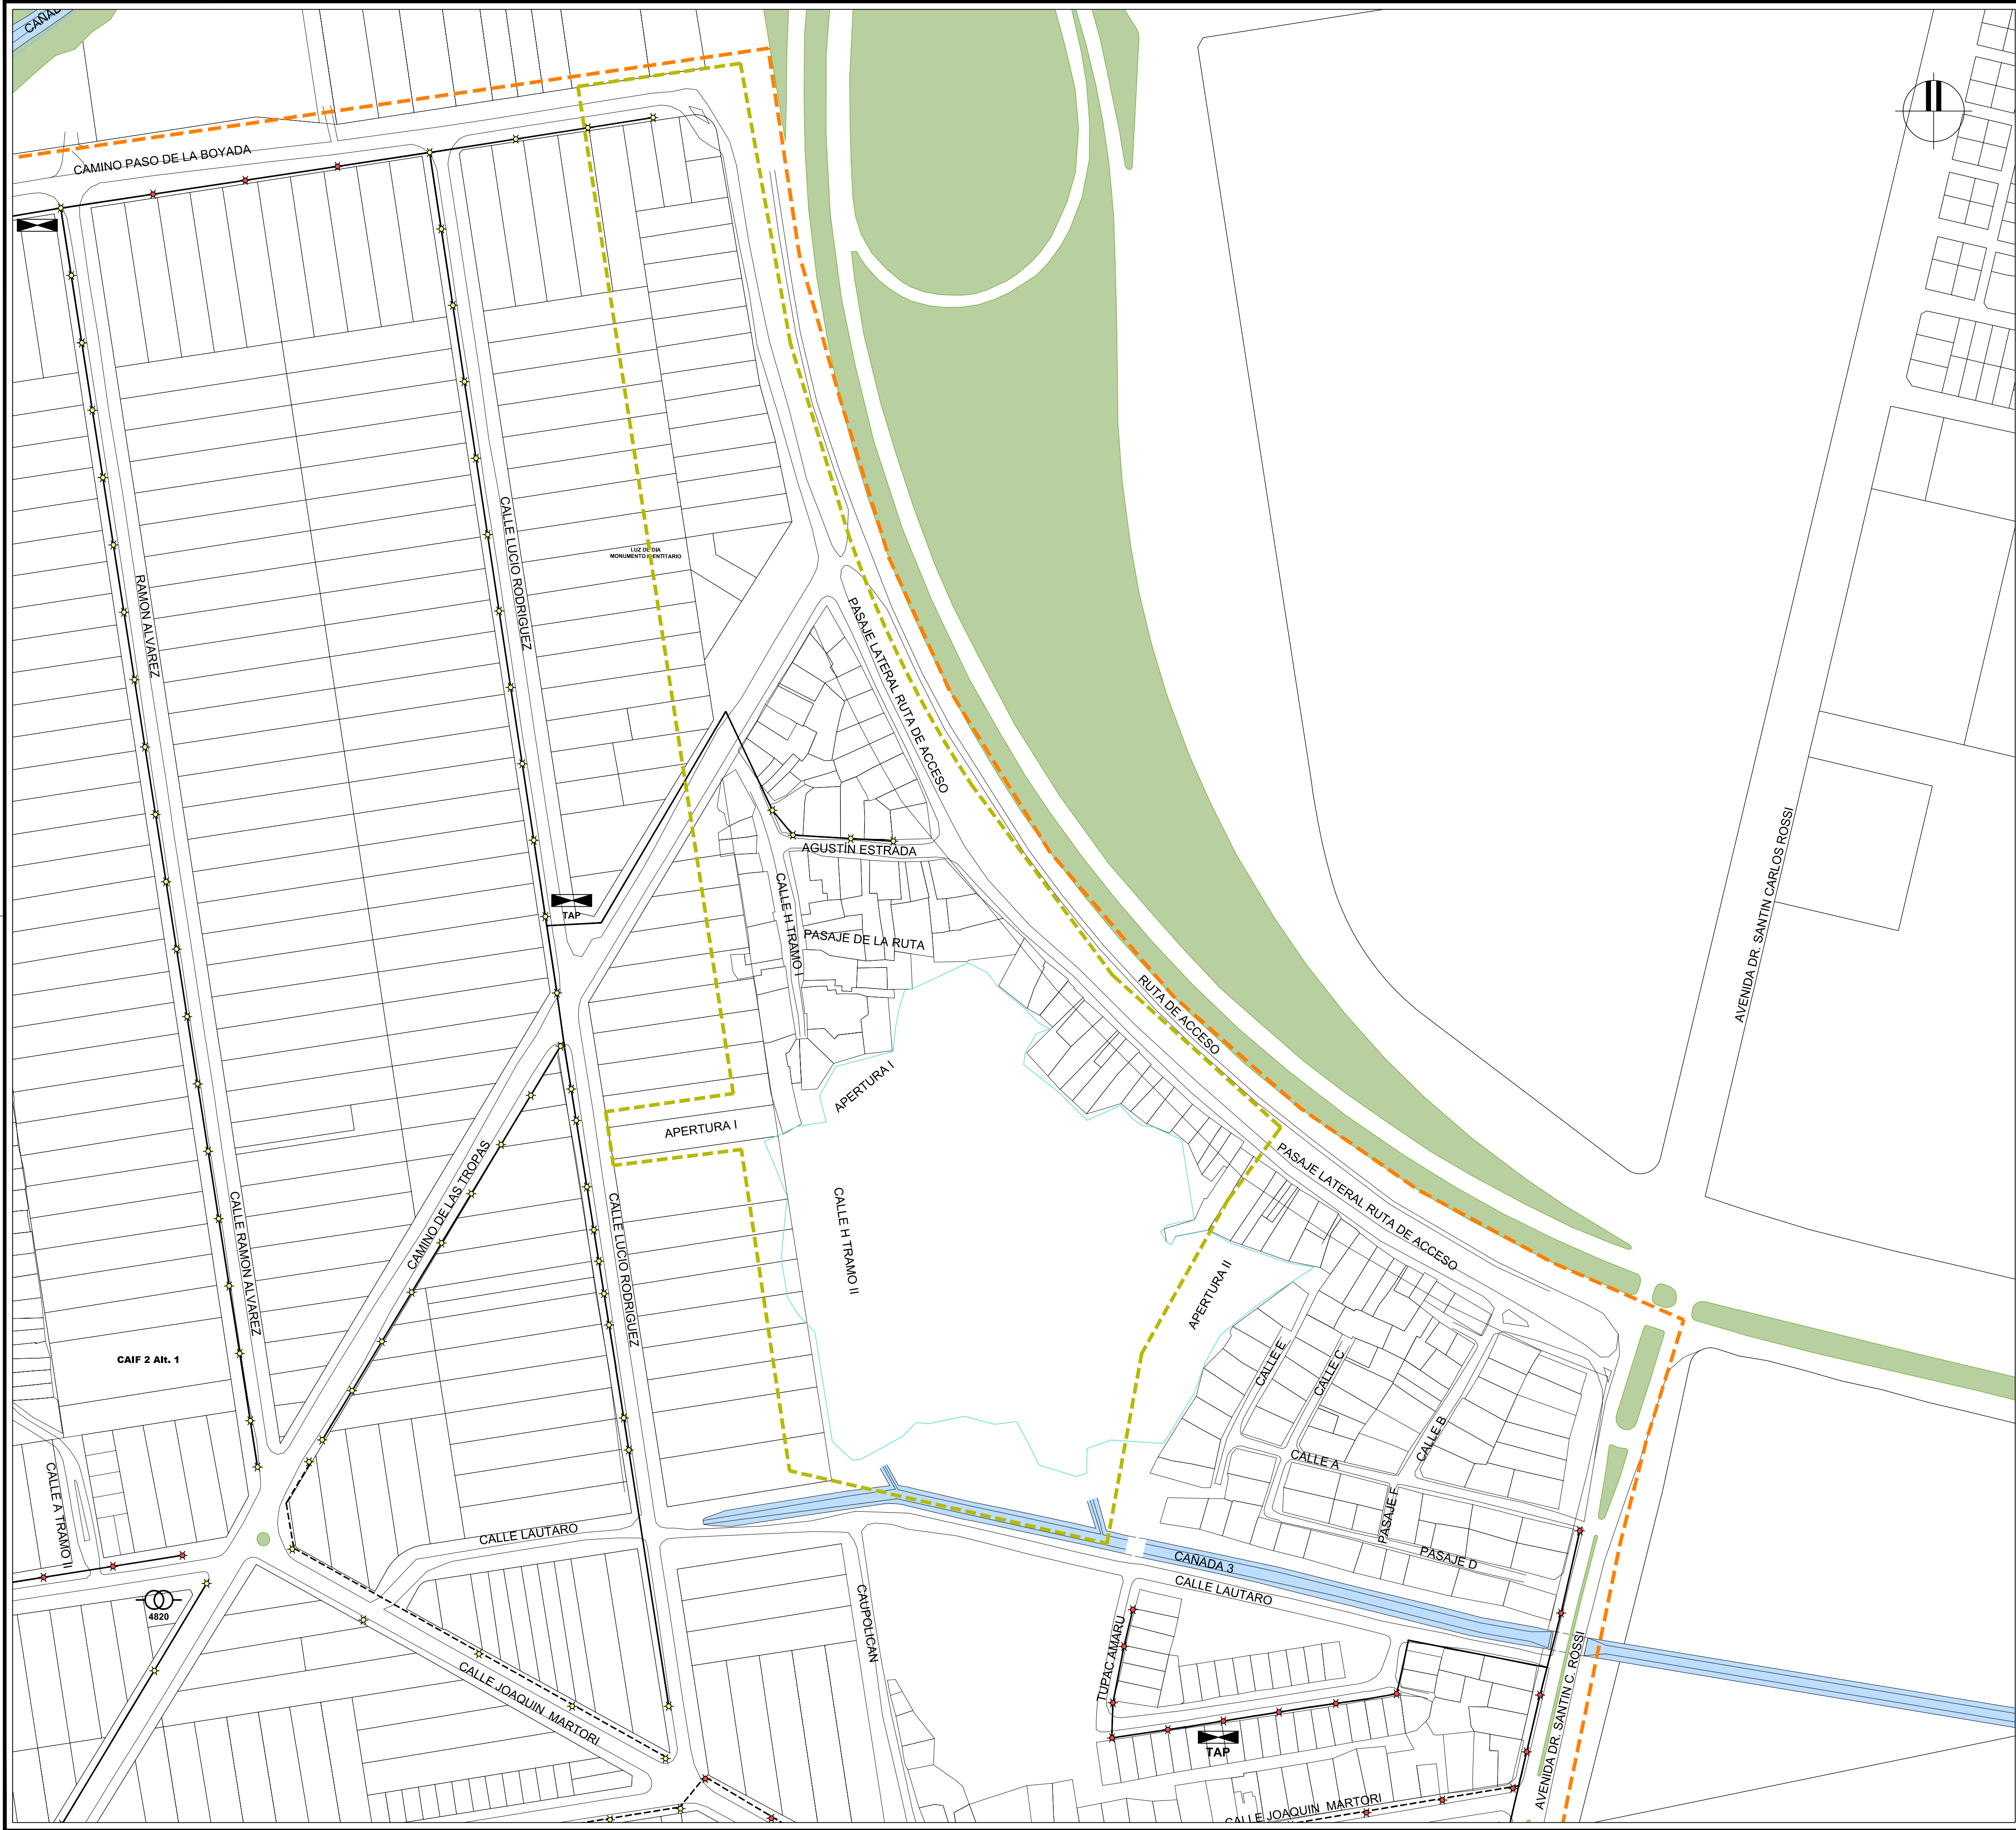 CAÑAD
CAMINO PASO DE LA BOYADA
CALLE LUCIO RODRIGUEZ
LUZ DE DIA
MONUMENTO IDENTITARIO
RAMON ALVAREZ
PASAJE LATERAL RUTA DE ACCESO
AVENIDA DR. SANTIN CARLOS ROSSI
AGUSTÍN ESTRADA
TAP
CALLE H TRAMO I
PASAJE DE LA RUTA
RUTA DE ACCESO
APERTURA I
APERTURA I
CAMINO DE LAS TROPAS
PASAJE LATERAL RUTA DE ACCESO
CALLE H TRAMO II
CALLE RAMON ALVAREZ
CALLE LUCIO RODRIGUEZ
APERTURA II
CAIF 2 Alt. 1
CALLE E
CALLE C
CALLE B
CALLE A
CALLE A TRAMO I
PASAJE F
CALLE LAUTARO
PASAJE D
CAÑADA 3
CALLE LAUTARO
4820
CAUPOLICAN
TUPAC AMARU
CALLE JOAQUIN MARTORI
AVENIDA DR. SANTIN C. ROSSI
TAP
CALLE JOAQUIN MARTORI